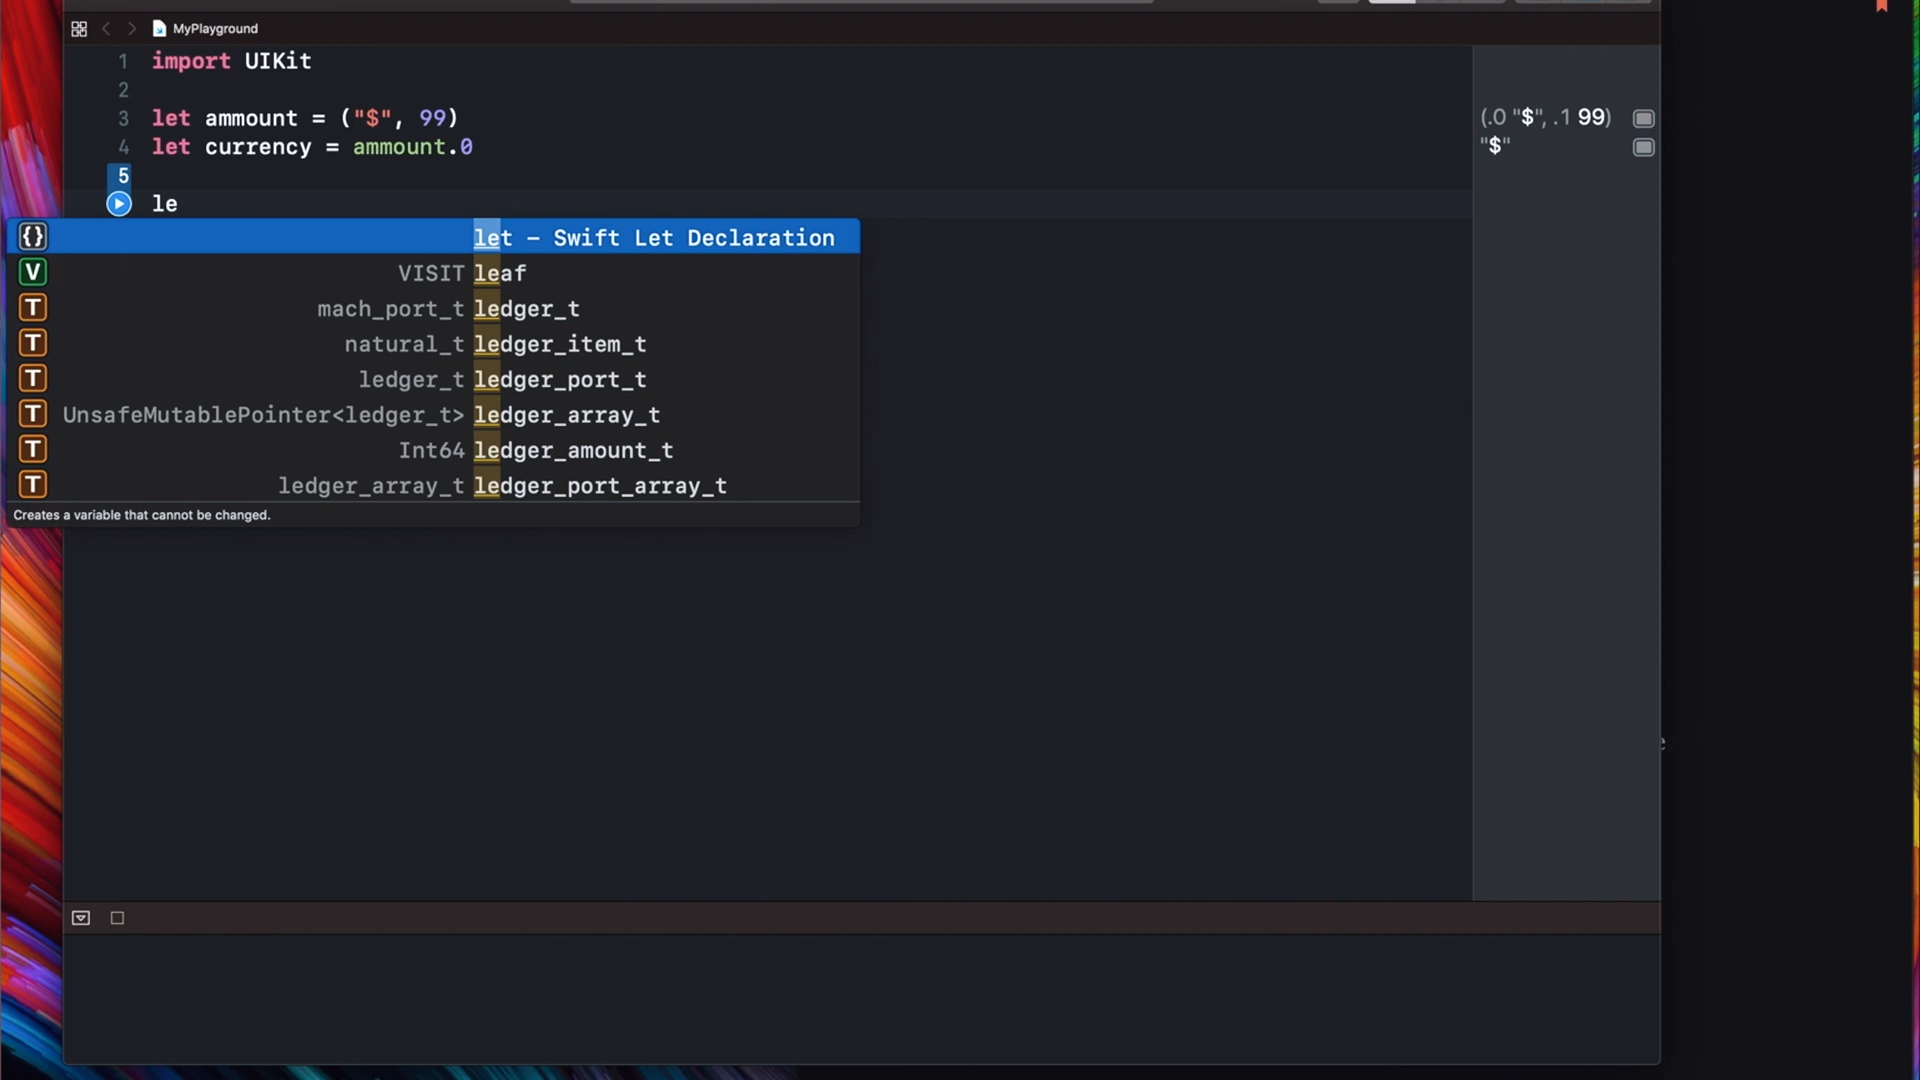 MyPlayground
1 import UIKit
2
3 let ammount = ("$", 99)
4 let currency = ammount.0
5
le
(.0 "$", .1 99)
"$"
{} let – Swift Let Declaration
V VISIT leaf
T mach_port_t ledger_t
T natural_t ledger_item_t
T ledger_t ledger_port_t
T UnsafeMutablePointer<ledger_t> ledger_array_t
T Int64 ledger_amount_t
T ledger_array_t ledger_port_array_t
Creates a variable that cannot be changed.